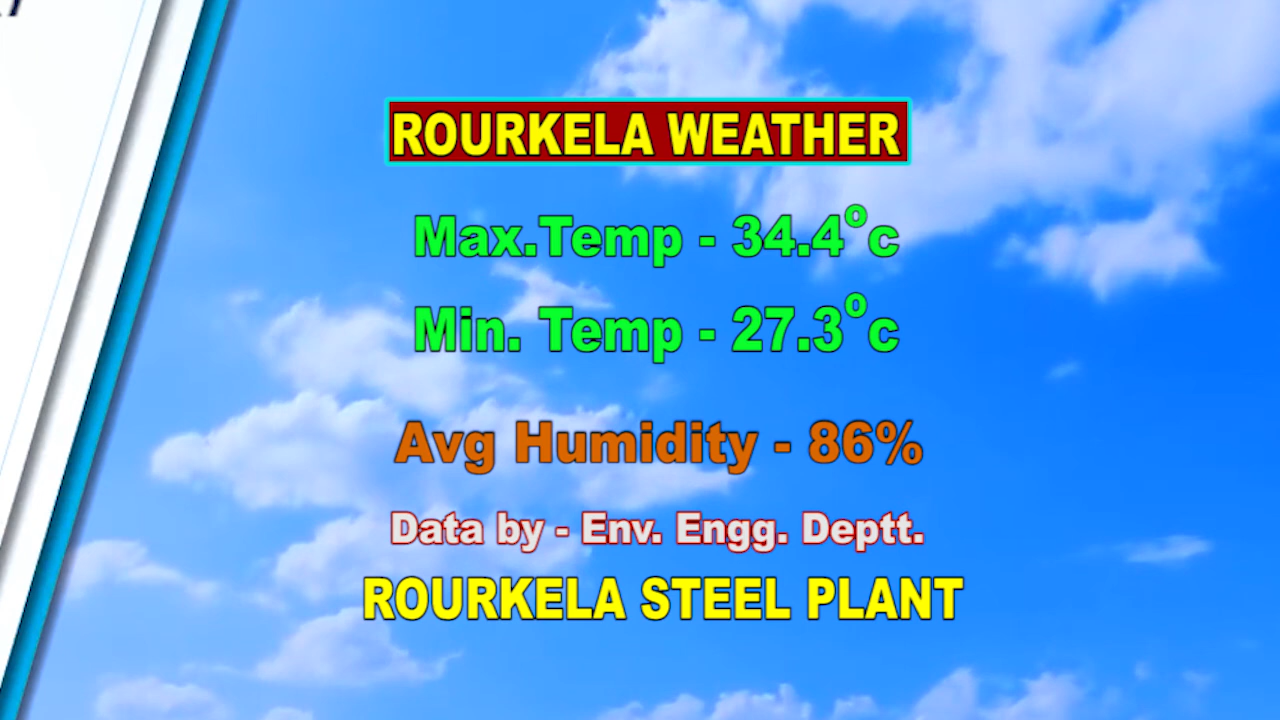 ROURKELA WEATHER
Max.Temp - 34.4°c
Min. Temp - 27.3°c
Avg Humidity - 86%
Data by - Env. Engg. Deptt.
ROURKELA STEEL PLANT